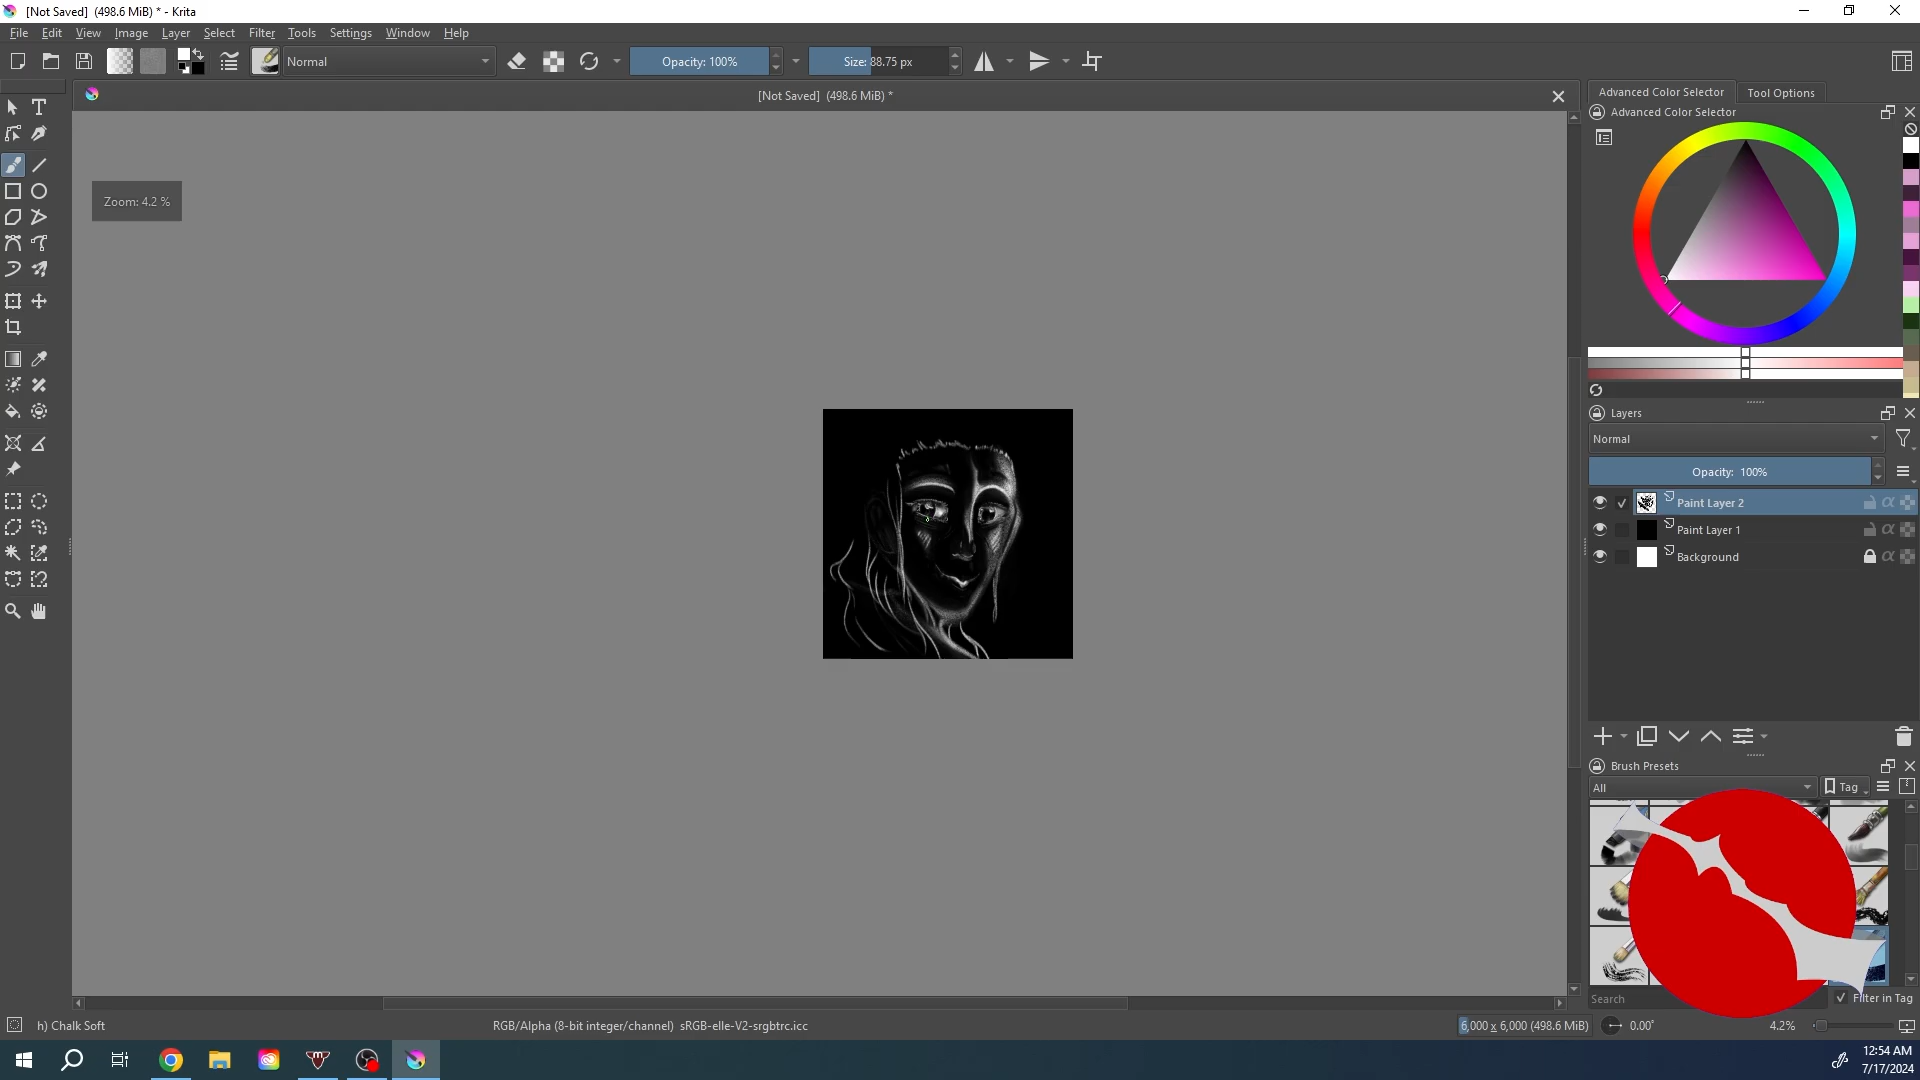 [Not Saved]  (498.6 MiB) * - Krita
File Edit View Image Layer Select Filter Tools Settings Window Help
Normal
Opacity: 100%
Size: 88.75 px
[Not Saved]  (498.6 MiB) *
Advanced Color Selector
Tool Options
Advanced Color Selector
Zoom: 4.2 %
Layers
Normal
Opacity:  100%
Paint Layer 2
Paint Layer 1
Background
Brush Presets
All
Tag
Search
Filter in Tag
h) Chalk Soft
RGB/Alpha (8-bit integer/channel)  sRGB-elle-V2-srgbtrc.icc
6,000 x 6,000 (498.6 MiB)
0.00°
4.2%
12:54 AM
7/17/2024